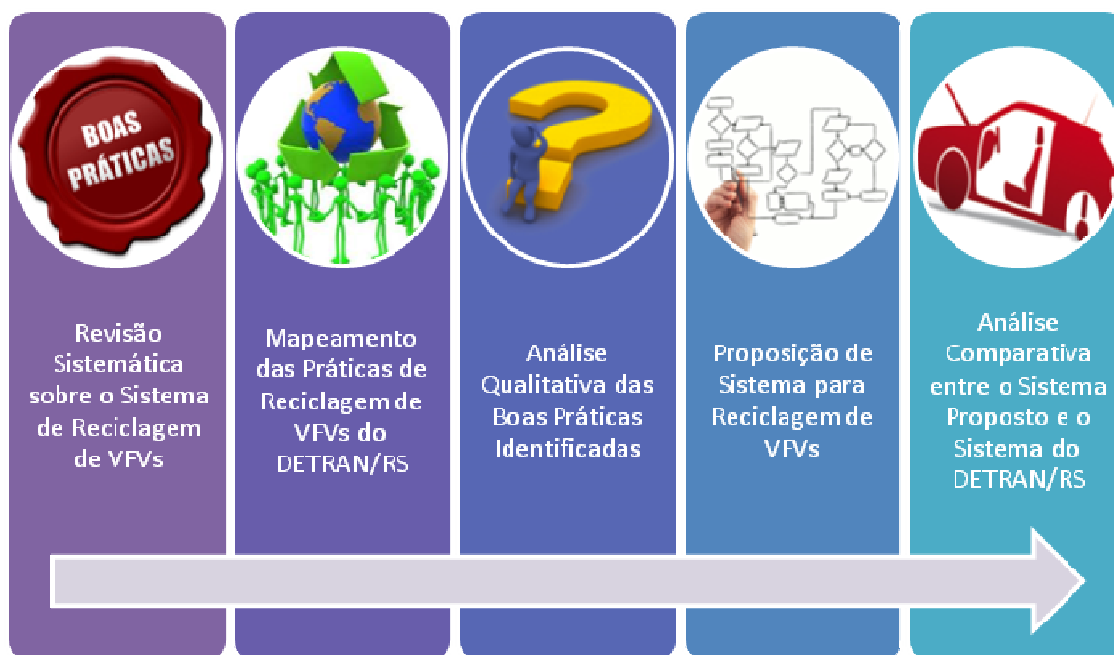 BOAS
PRÁTICAS
Revisão
Sistemática
sobre o Sistema
de Reciclagem
de VFVs
Mapeamento
das Práticas de
Reciclagem de
VFVs do
DETRAN/RS
Análise
Qualitativa das
Boas Práticas
Identificadas
Proposição de
Sistema para
Reciclagem de
VFVs
Análise
Comparativa
entre o Sistema
Proposto e o
Sistema do
DETRAN/RS